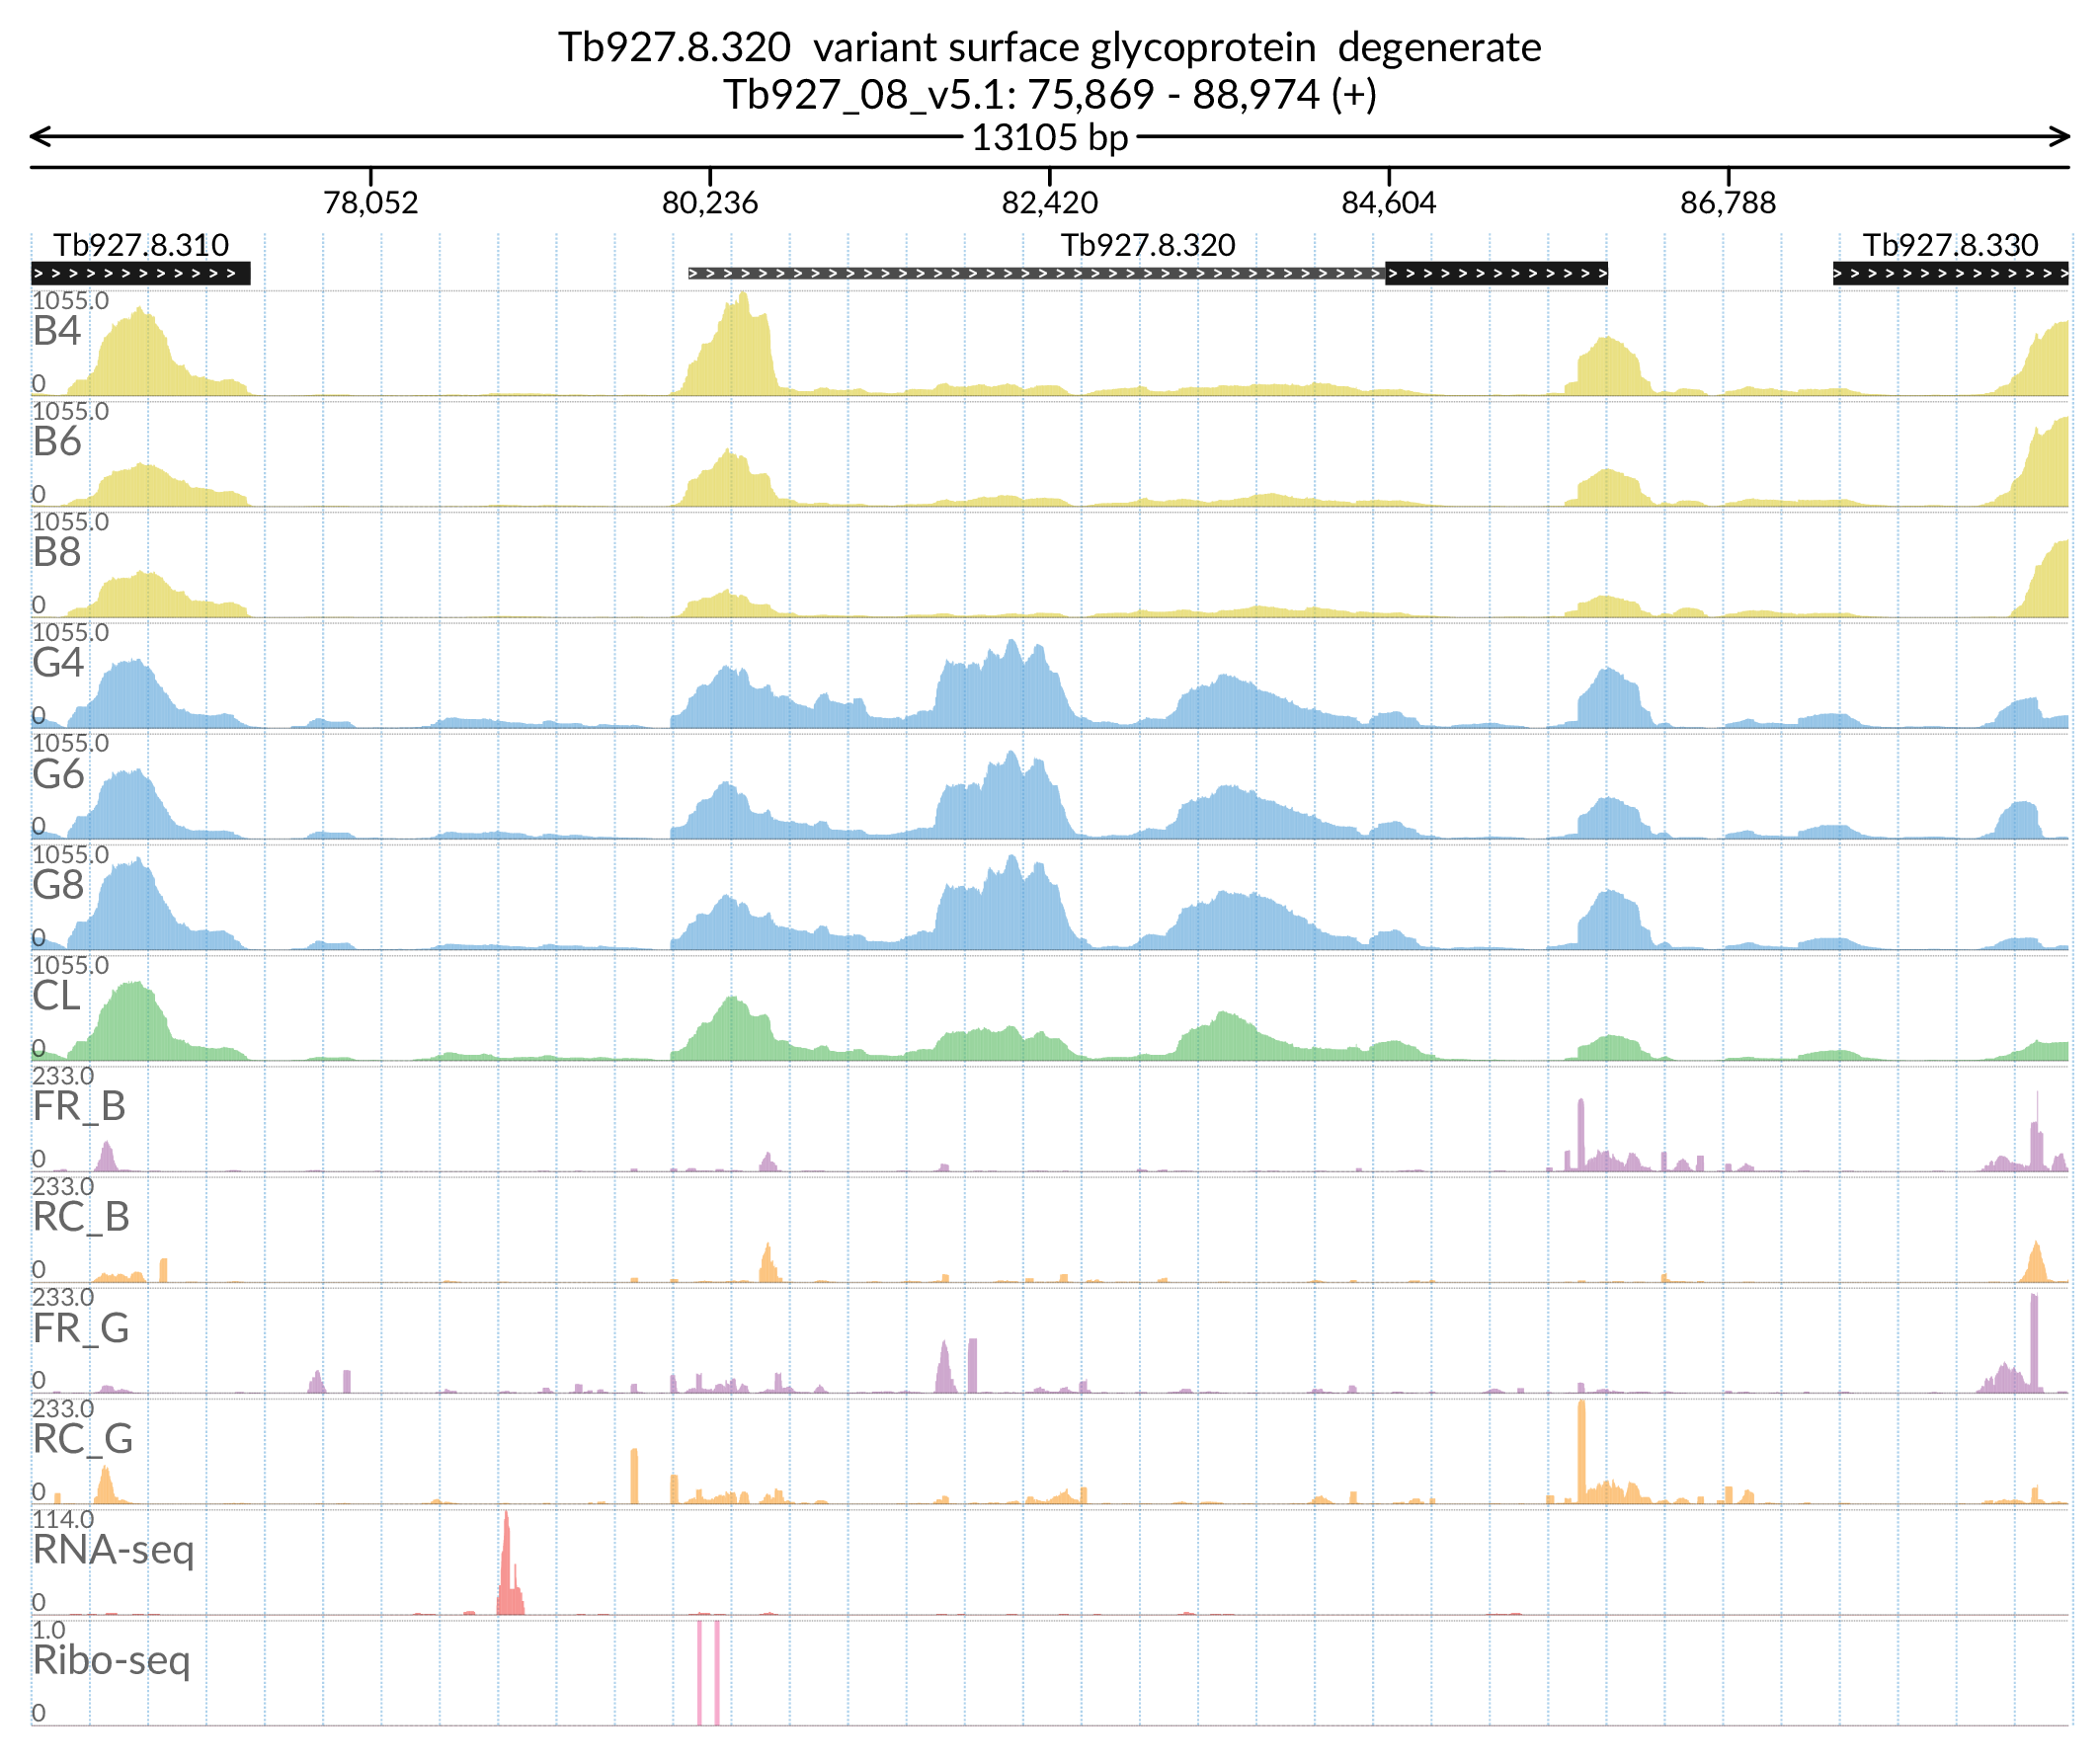 Tb927.8.320 variant surface glycoprotein degenerate
Tb927_08_v5.1: 75,869 - 88,974 (+)
13105 bp
78,052 80,236 82,420 84,604 86,788
Tb927.8.310 Tb927.8.320 Tb927.8.330
1055.0
B4
0
1055.0
B6
0
1055.0
B8
0
1055.0
G4
0
1055.0
G6
0
1055.0
G8
0
1055.0
CL
0
233.0
FR_B
0
233.0
RC_B
0
233.0
FR_G
0
233.0
RC_G
0
114.0
RNA-seq
0
1.0
Ribo-seq
0